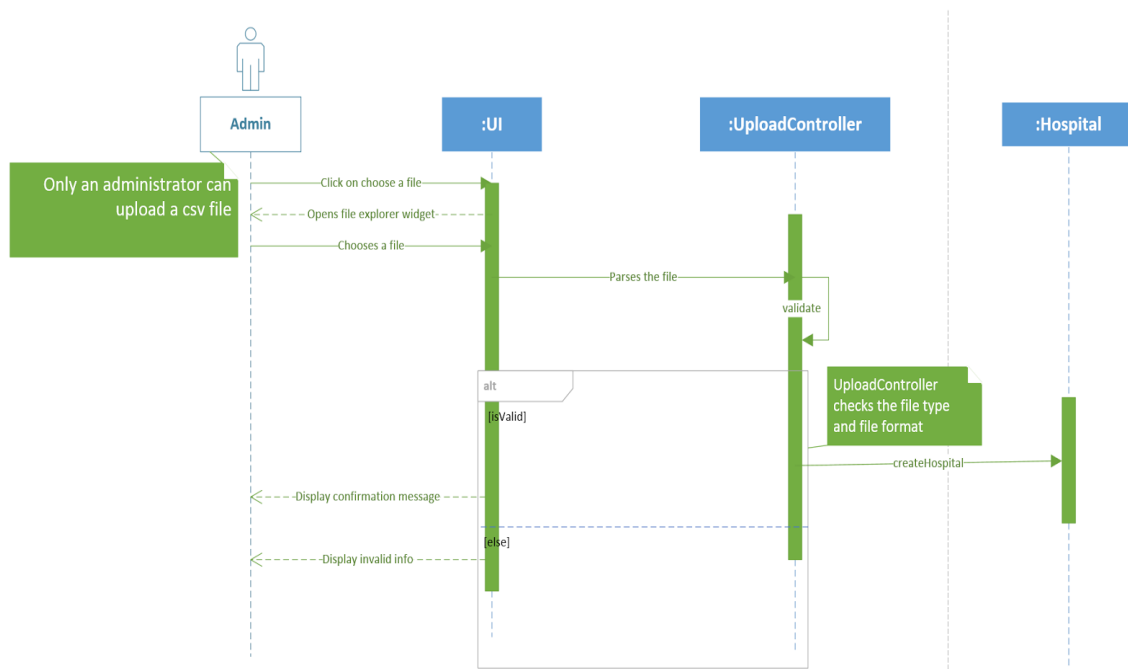 Admin
:UI
:UploadController
:Hospital
Only an administrator can
upload a csv file
Click on choose a file
Opens file explorer widget
Chooses a file
Parses the file
validate
alt
[isValid]
UploadController
checks the file type
and file format
createHospital
Display confirmation message
[else]
Display invalid info